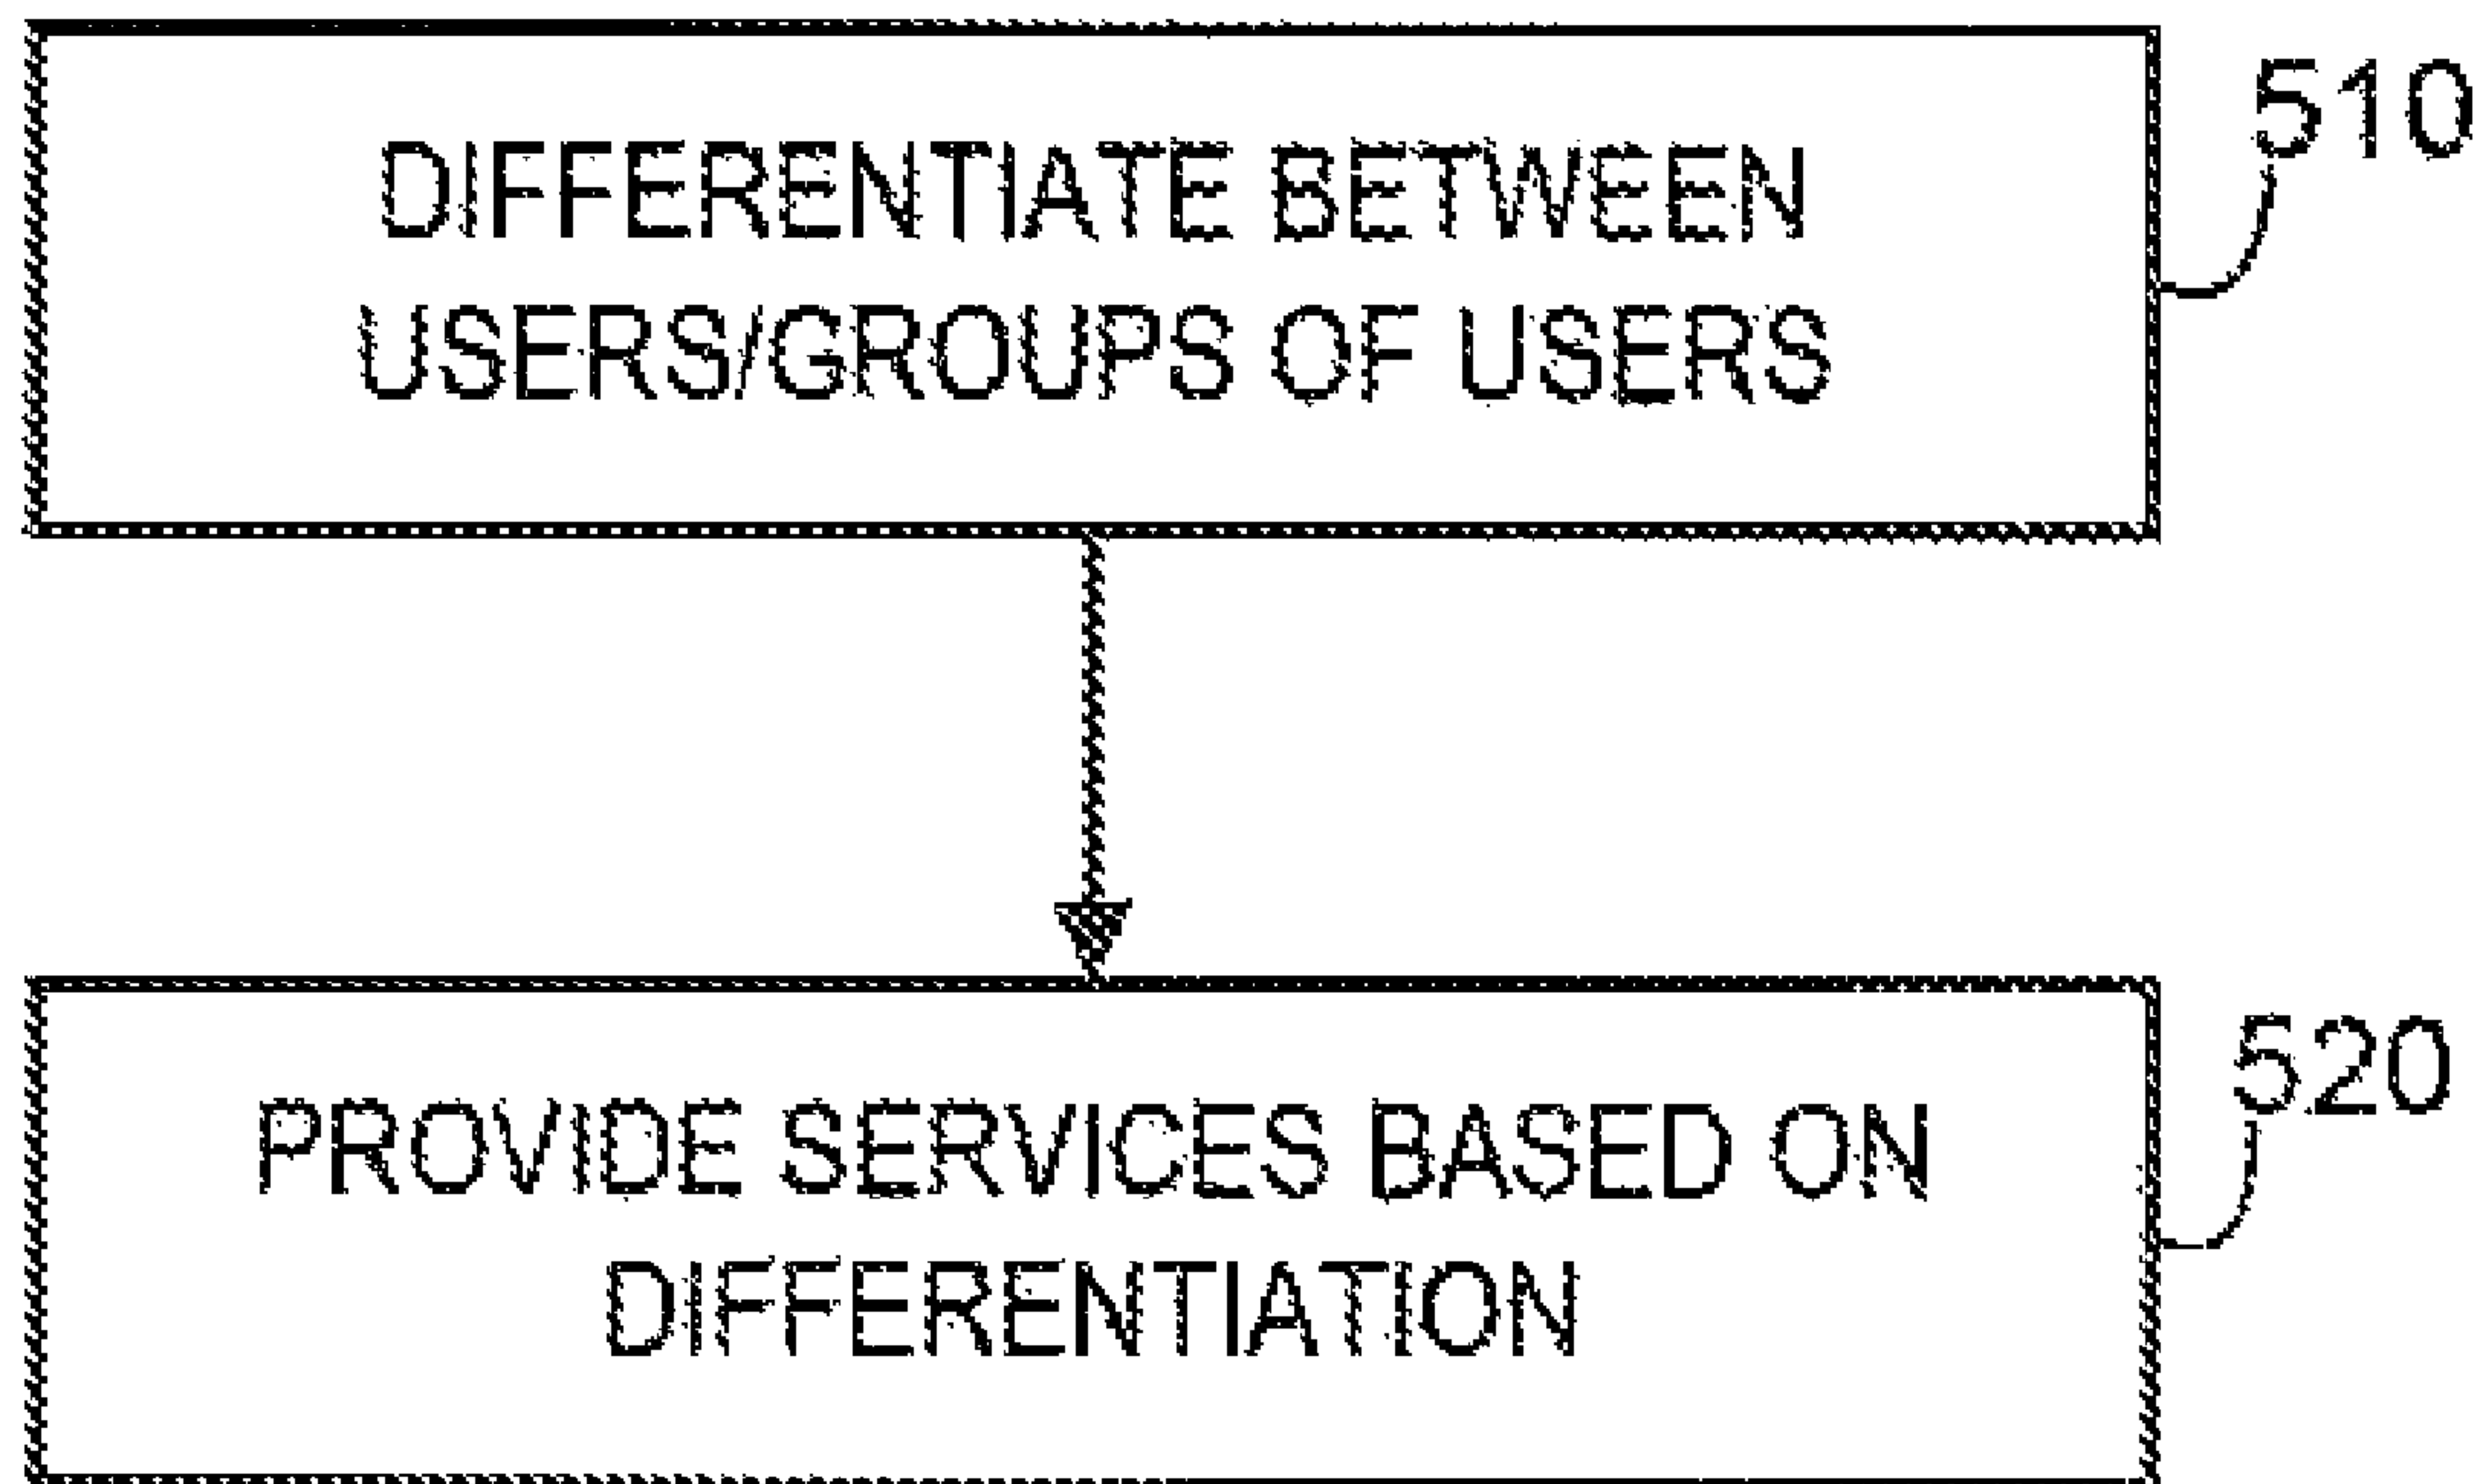 DIFFERENTIATE BETWEEN
USERS/GROUPS OF USERS
510
PROVIDE SERVICES BASED ON
DIFFERENTIATION
520